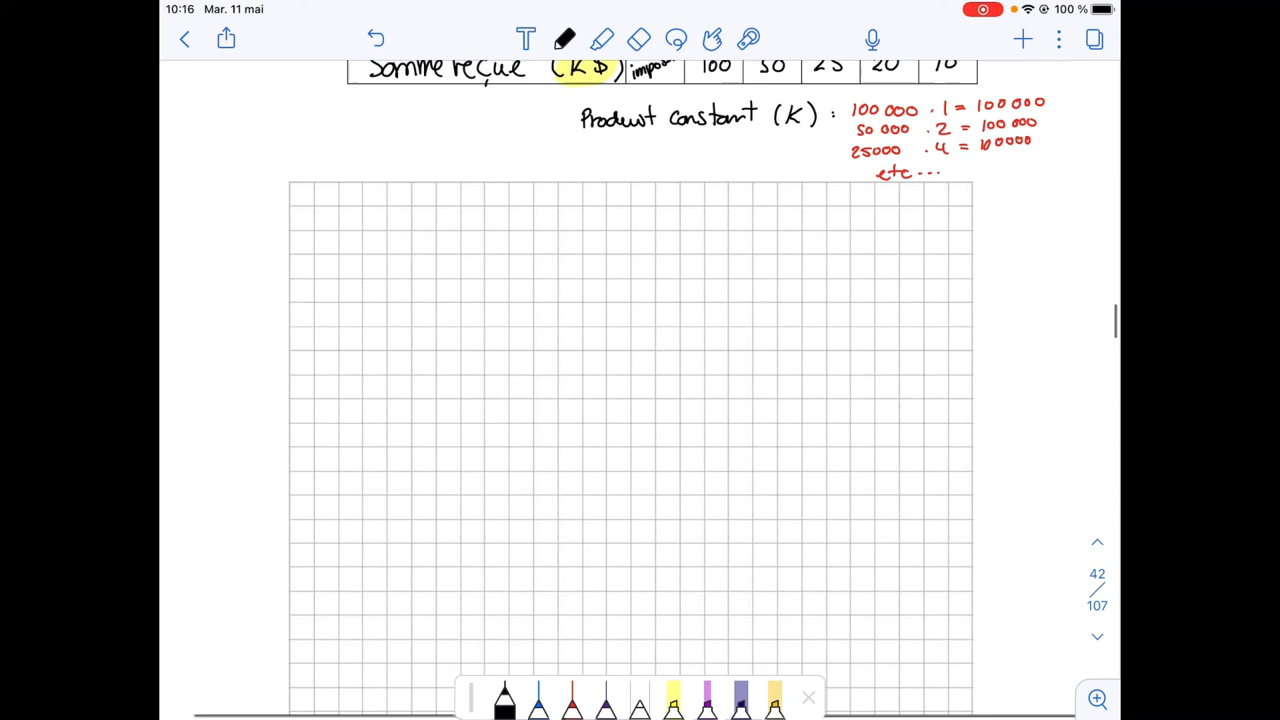 10:16 Mar. 11 mai 100 %
Somme reçue (K$) 100 50 25 20 10
Product constant (K) : 100 000 . 1 = 100 000
50 000 . 2 = 100 000
25000 . 4 = 100000
etc...
42
107